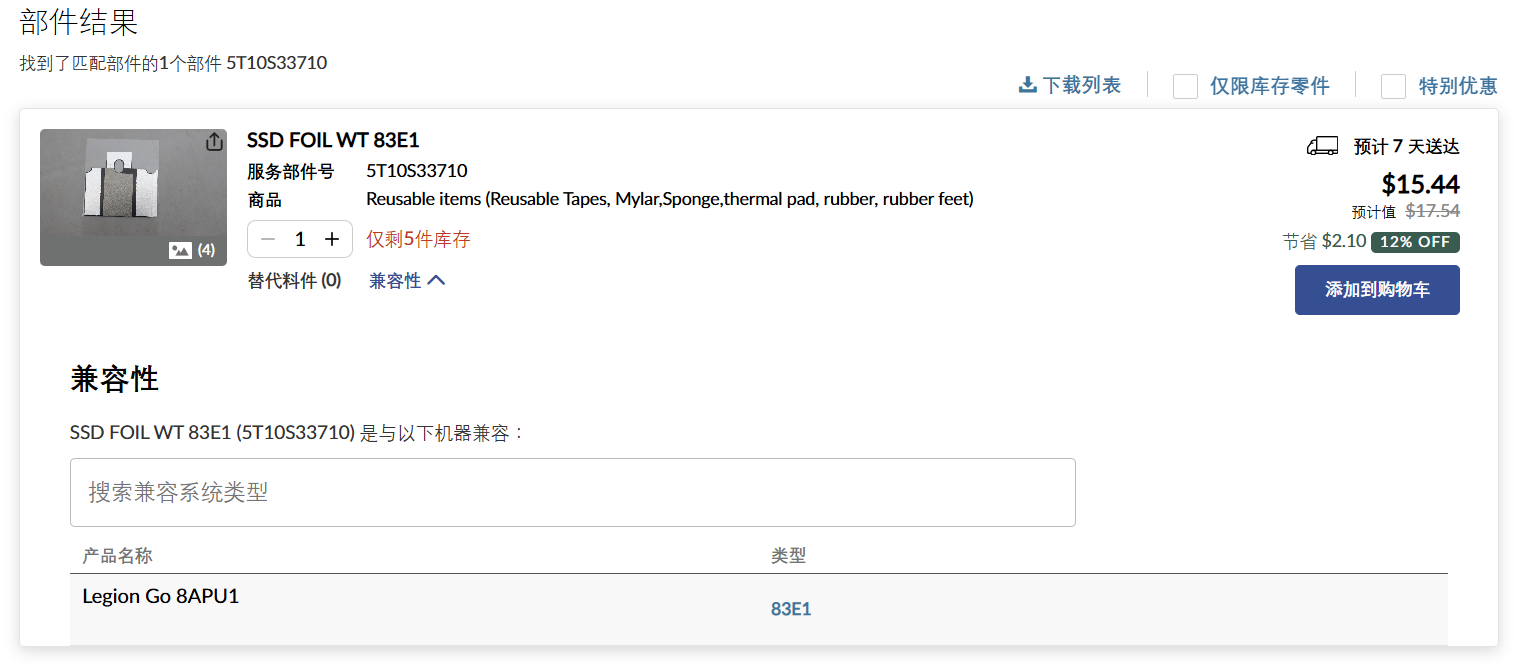 部件结果
找到了匹配部件的1个部件 5T10S33710
下载列表
仅限库存零件
特别优惠
SSD FOIL WT 83E1
服务部件号 5T10S33710
商品 Reusable items (Reusable Tapes, Mylar,Sponge,thermal pad, rubber, rubber feet)
(4)
1
仅剩5件库存
替代料件 (0)
兼容性
预计 7 天送达
$15.44
预计值 $17.54
节省 $2.10 12% OFF
添加到购物车
兼容性
SSD FOIL WT 83E1 (5T10S33710) 是与以下机器兼容：
搜索兼容系统类型
产品名称 类型
Legion Go 8APU1
83E1